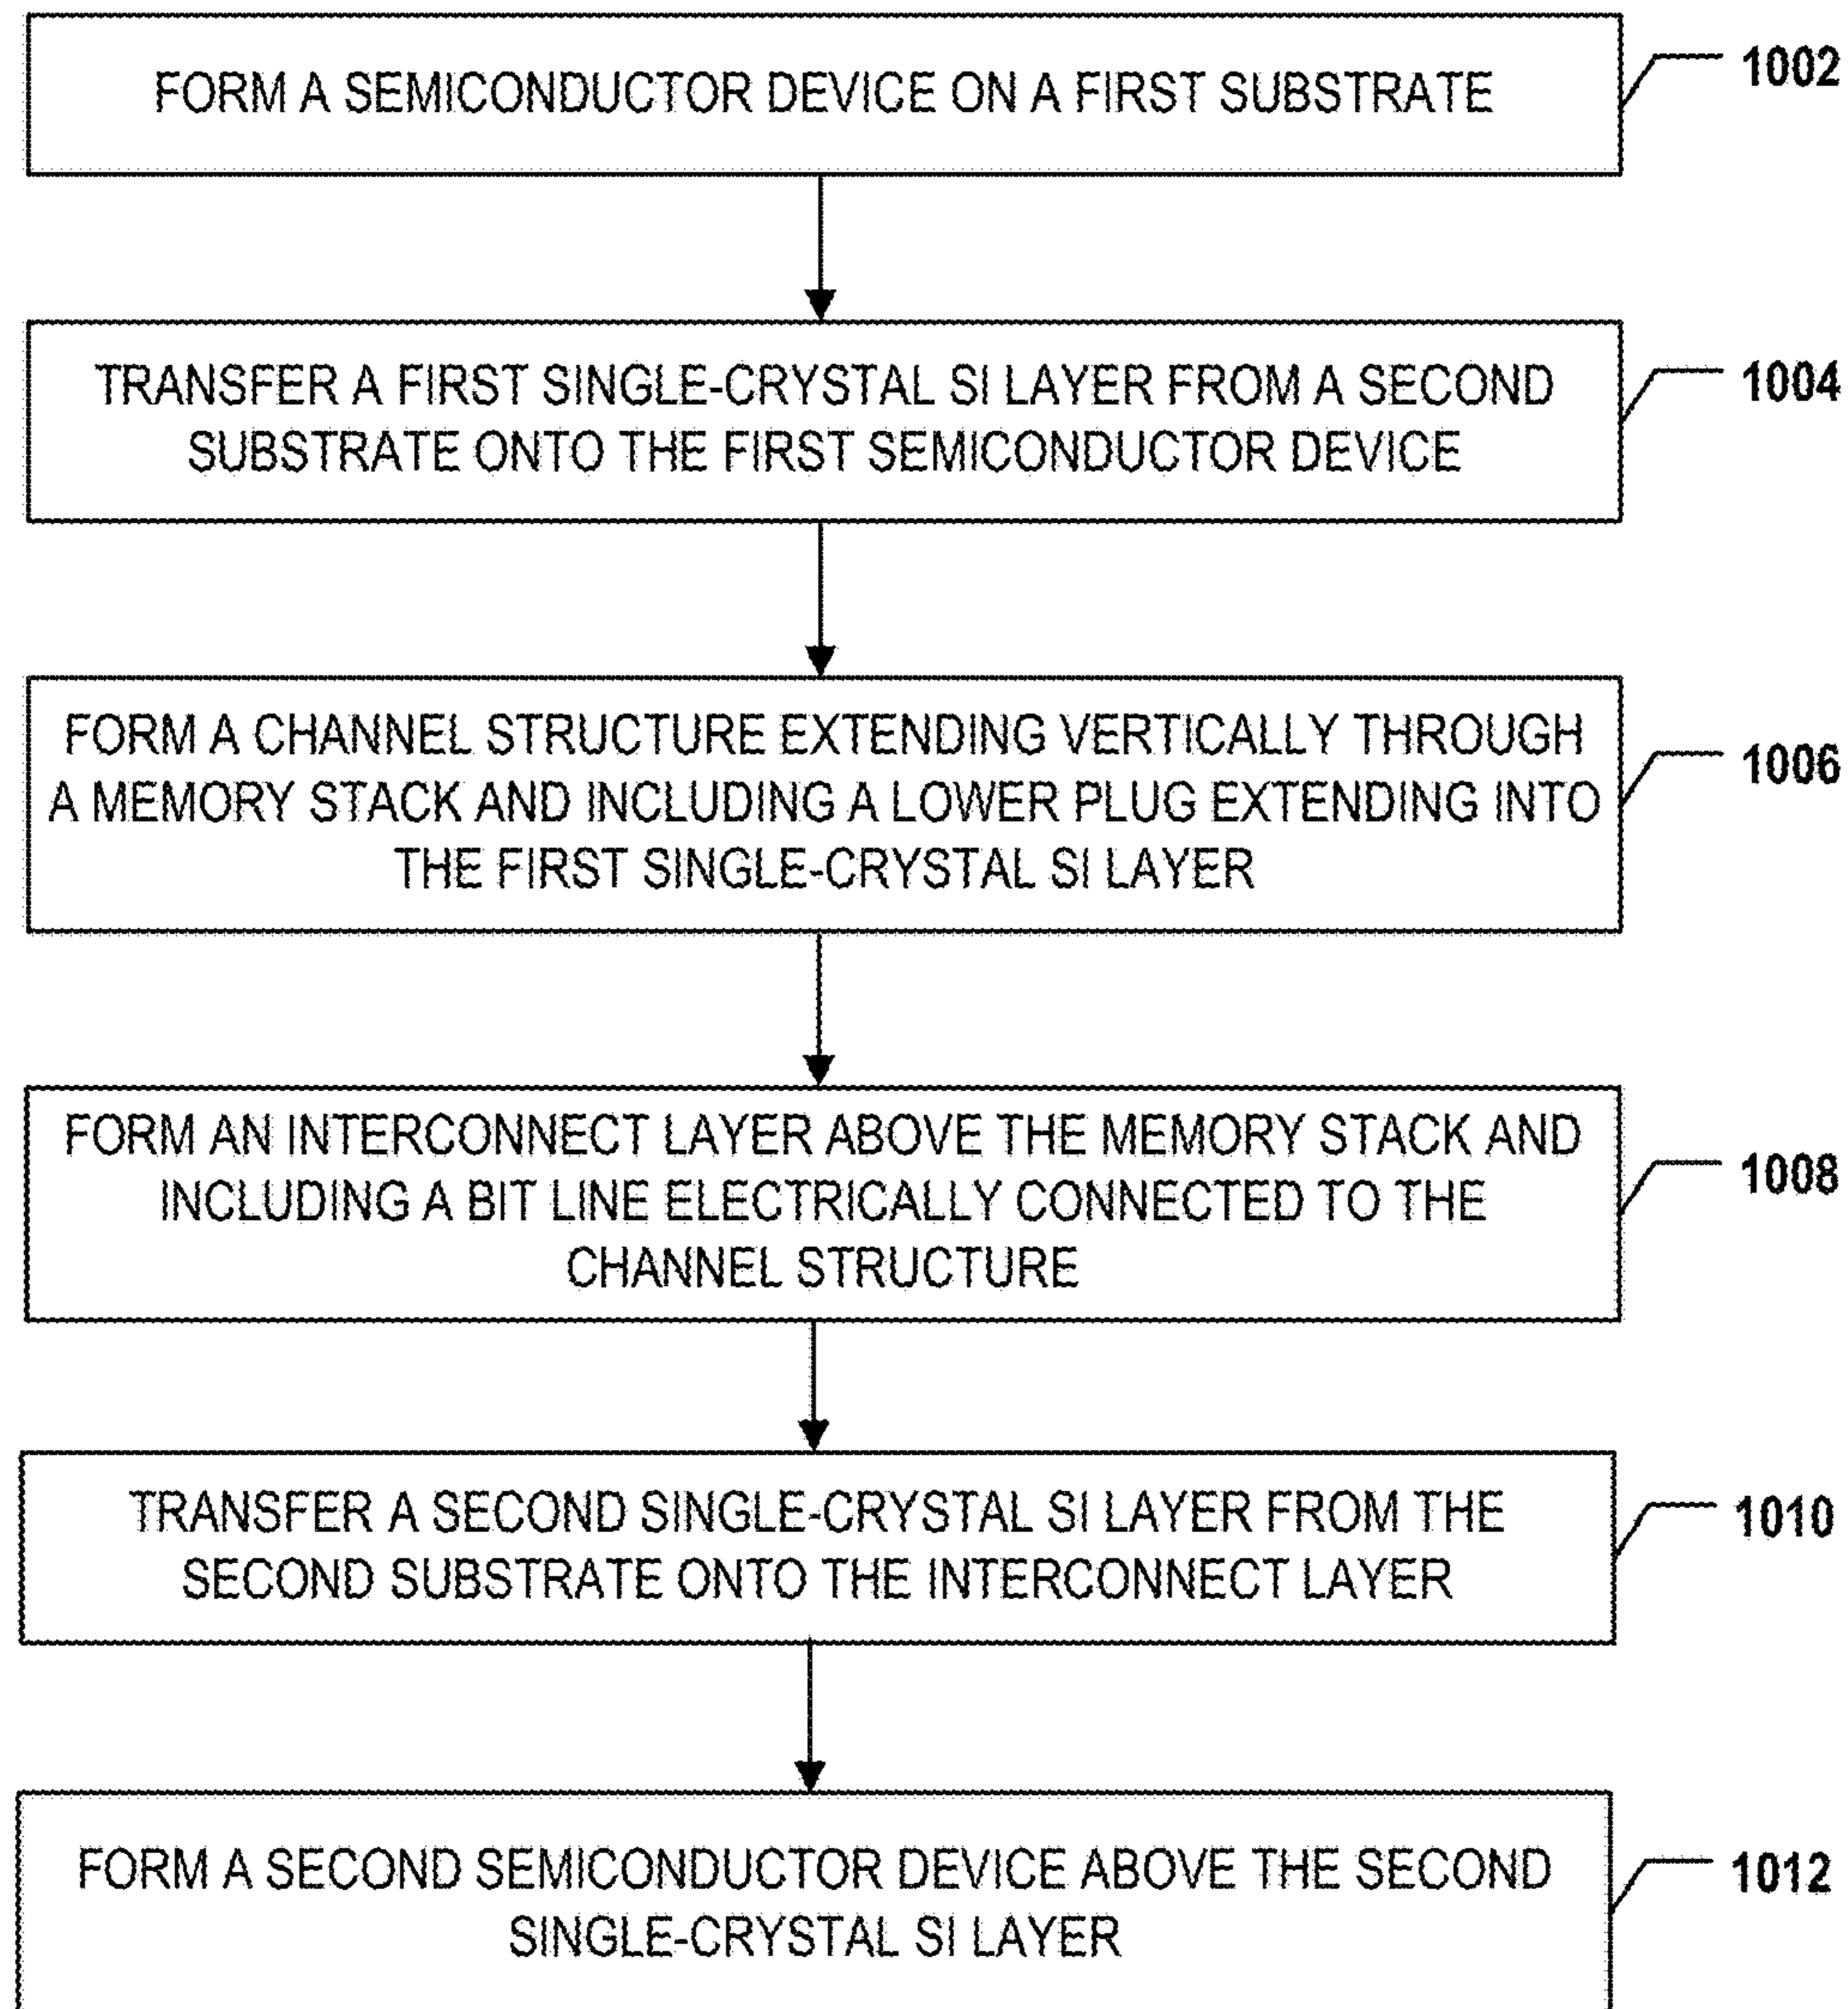 FORM A SEMICONDUCTOR DEVICE ON A FIRST SUBSTRATE
1002
TRANSFER A FIRST SINGLE-CRYSTAL SI LAYER FROM A SECOND
SUBSTRATE ONTO THE FIRST SEMICONDUCTOR DEVICE
1004
FORM A CHANNEL STRUCTURE EXTENDING VERTICALLY THROUGH
A MEMORY STACK AND INCLUDING A LOWER PLUG EXTENDING INTO
THE FIRST SINGLE-CRYSTAL SI LAYER
1006
FORM AN INTERCONNECT LAYER ABOVE THE MEMORY STACK AND
INCLUDING A BIT LINE ELECTRICALLY CONNECTED TO THE
CHANNEL STRUCTURE
1008
TRANSFER A SECOND SINGLE-CRYSTAL SI LAYER FROM THE
SECOND SUBSTRATE ONTO THE INTERCONNECT LAYER
1010
FORM A SECOND SEMICONDUCTOR DEVICE ABOVE THE SECOND
SINGLE-CRYSTAL SI LAYER
1012